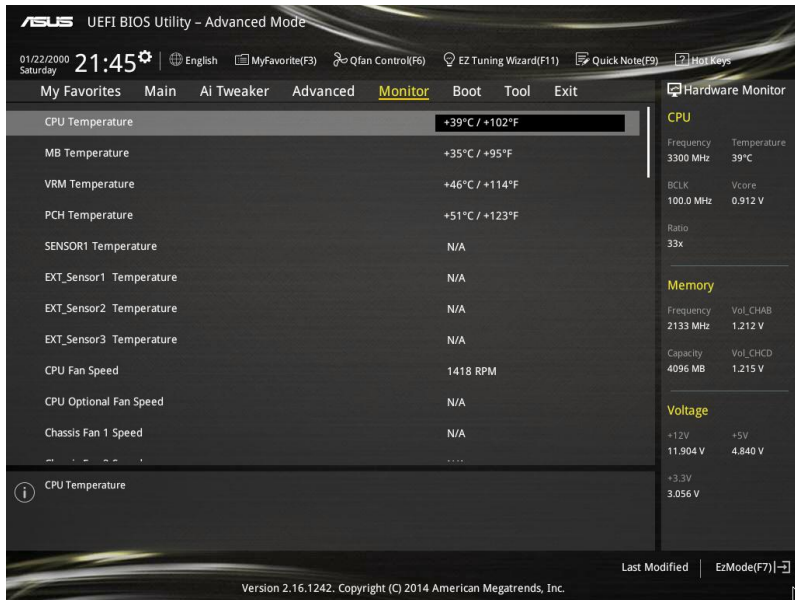 ASUS UEFI BIOS Utility – Advanced Mode
01/22/2000 Saturday 21:45 English MyFavorite(F3) Qfan Control(F6) EZ Tuning Wizard(F11) Quick Note(F9) ? Hot Keys
My Favorites Main Ai Tweaker Advanced Monitor Boot Tool Exit
CPU Temperature +39°C / +102°F
MB Temperature +35°C / +95°F
VRM Temperature +46°C / +114°F
PCH Temperature +51°C / +123°F
SENSOR1 Temperature N/A
EXT_Sensor1 Temperature N/A
EXT_Sensor2 Temperature N/A
EXT_Sensor3 Temperature N/A
CPU Fan Speed 1418 RPM
CPU Optional Fan Speed N/A
Chassis Fan 1 Speed N/A
CPU Temperature
Hardware Monitor
CPU
Frequency Temperature
3300 MHz 39°C
BCLK Vcore
100.0 MHz 0.912 V
Ratio
33x
Memory
Frequency Vol_CHAB
2133 MHz 1.212 V
Capacity Vol_CHCD
4096 MB 1.215 V
Voltage
+12V +5V
11.904 V 4.840 V
+3.3V
3.056 V
Last Modified EzMode(F7)
Version 2.16.1242. Copyright (C) 2014 American Megatrends, Inc.